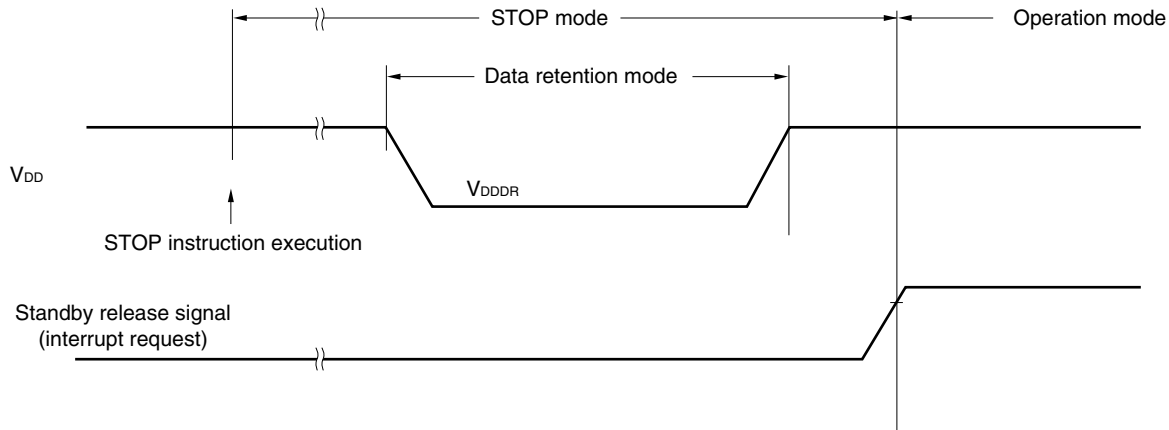 STOP mode
Operation mode
Data retention mode
VDD
VDDDR
STOP instruction execution
Standby release signal
(interrupt request)